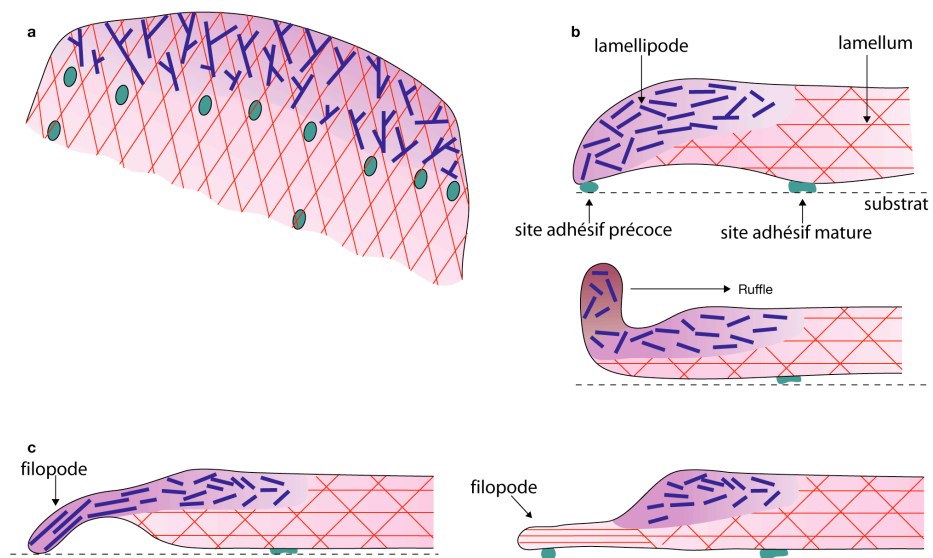 a
b
lamellipode
lamellum
substrat
site adhésif précoce
site adhésif mature
Ruffle
c
filopode
filopode